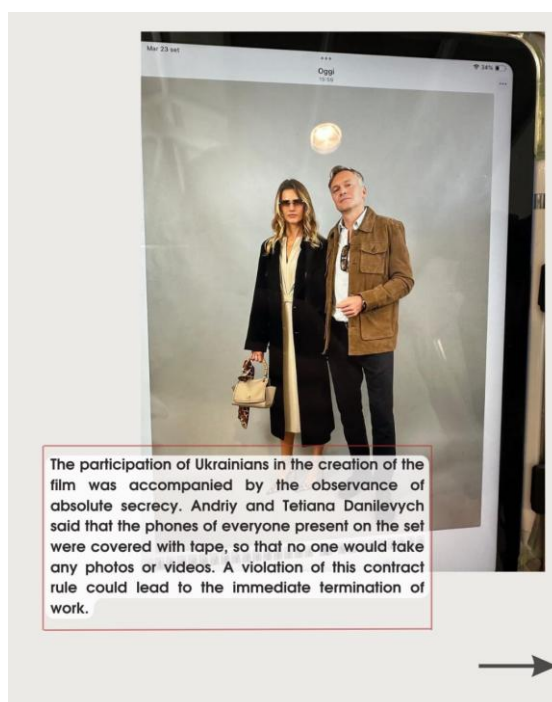 Mar 23 set
Oggi
15:58
34%
The participation of Ukrainians in the creation of the
film was accompanied by the observance of
absolute secrecy. Andriy and Tetiana Danilevych
said that the phones of everyone present on the set
were covered with tape, so that no one would take
any photos or videos. A violation of this contract
rule could lead to the immediate termination of
work.